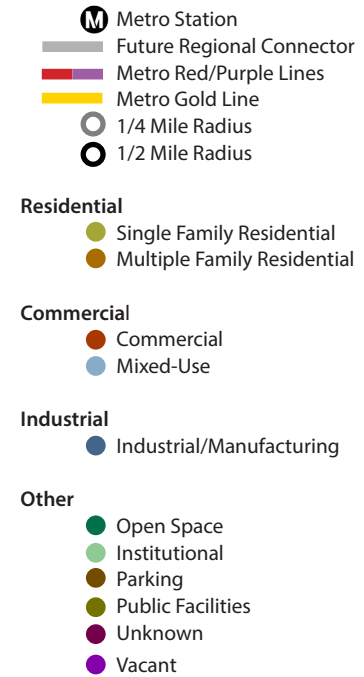 M Metro Station
Future Regional Connector
Metro Red/Purple Lines
Metro Gold Line
1/4 Mile Radius
1/2 Mile Radius
Residential
Single Family Residential
Multiple Family Residential
Commercial
Commercial
Mixed-Use
Industrial
Industrial/Manufacturing
Other
Open Space
Institutional
Parking
Public Facilities
Unknown
Vacant